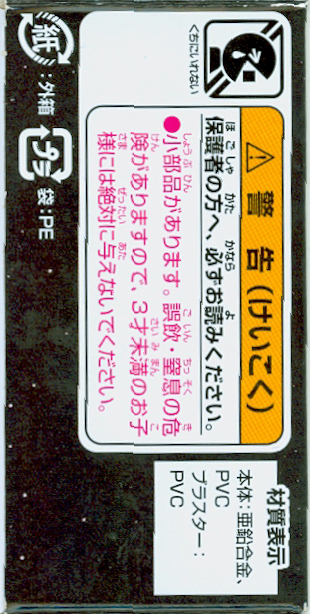 くちにいれない
⚠ 警告(けいこく)
保護者の方へ、必ずお読みください。
●小部品があります。誤飲・窒息の危
険がありますので、3才未満のお子
様には絶対に与えないでください。
紙:外箱
プラ 袋:PE
材質表示
本体:亜鉛合金、
PVC
ブラスター:
PVC